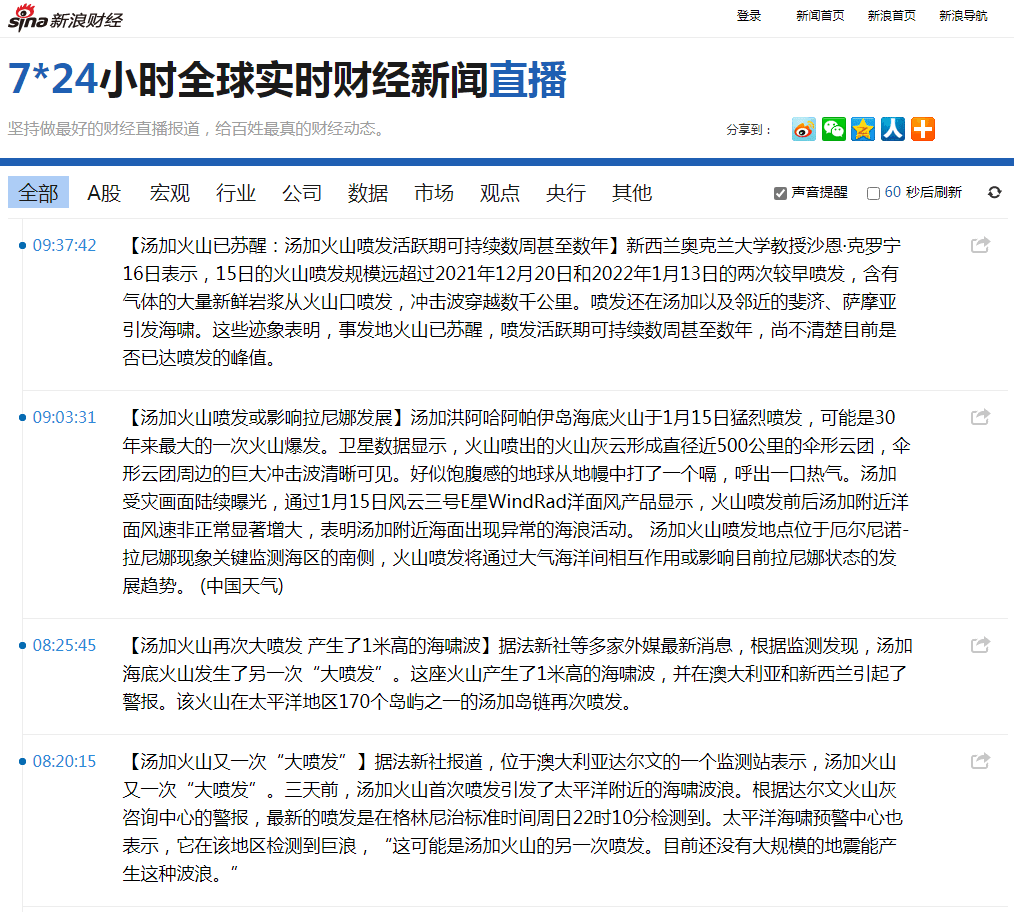 sina 新浪财经
登录 新闻首页 新浪首页 新浪导航
7*24小时全球实时财经新闻直播
坚持做最好的财经直播报道，给百姓最真的财经动态。
分享到：
全部 A股 宏观 行业 公司 数据 市场 观点 央行 其他 声音提醒 60 秒后刷新
09:37:42 【汤加火山已苏醒：汤加火山喷发活跃期可持续数周甚至数年】新西兰奥克兰大学教授沙恩·克罗宁
16日表示，15日的火山喷发规模远超过2021年12月20日和2022年1月13日的两次较早喷发，含有
气体的大量新鲜岩浆从火山口喷发，冲击波穿越数千公里。喷发还在汤加以及邻近的斐济、萨摩亚
引发海啸。这些迹象表明，事发地火山已苏醒，喷发活跃期可持续数周甚至数年，尚不清楚目前是
否已达喷发的峰值。
09:03:31 【汤加火山喷发或影响拉尼娜发展】汤加洪阿哈阿帕伊岛海底火山于1月15日猛烈喷发，可能是30
年来最大的一次火山爆发。卫星数据显示，火山喷出的火山灰云形成直径近500公里的伞形云团，伞
形云团周边的巨大冲击波清晰可见。好似饱腹感的地球从地幔中打了一个嗝，呼出一口热气。汤加
受灾画面陆续曝光，通过1月15日风云三号E星WindRad洋面风产品显示，火山喷发前后汤加附近洋
面风速非正常显著增大，表明汤加附近海面出现异常的海浪活动。 汤加火山喷发地点位于厄尔尼诺-
拉尼娜现象关键监测海区的南侧，火山喷发将通过大气海洋间相互作用或影响目前拉尼娜状态的发
展趋势。 (中国天气)
08:25:45 【汤加火山再次大喷发 产生了1米高的海啸波】据法新社等多家外媒最新消息，根据监测发现，汤加
海底火山发生了另一次“大喷发”。这座火山产生了1米高的海啸波，并在澳大利亚和新西兰引起了
警报。该火山在太平洋地区170个岛屿之一的汤加岛链再次喷发。
08:20:15 【汤加火山又一次“大喷发”】据法新社报道，位于澳大利亚达尔文的一个监测站表示，汤加火山
又一次“大喷发”。三天前，汤加火山首次喷发引发了太平洋附近的海啸波浪。根据达尔文火山灰
咨询中心的警报，最新的喷发是在格林尼治标准时间周日22时10分检测到。太平洋海啸预警中心也
表示，它在该地区检测到巨浪，“这可能是汤加火山的另一次喷发。目前还没有大规模的地震能产
生这种波浪。”